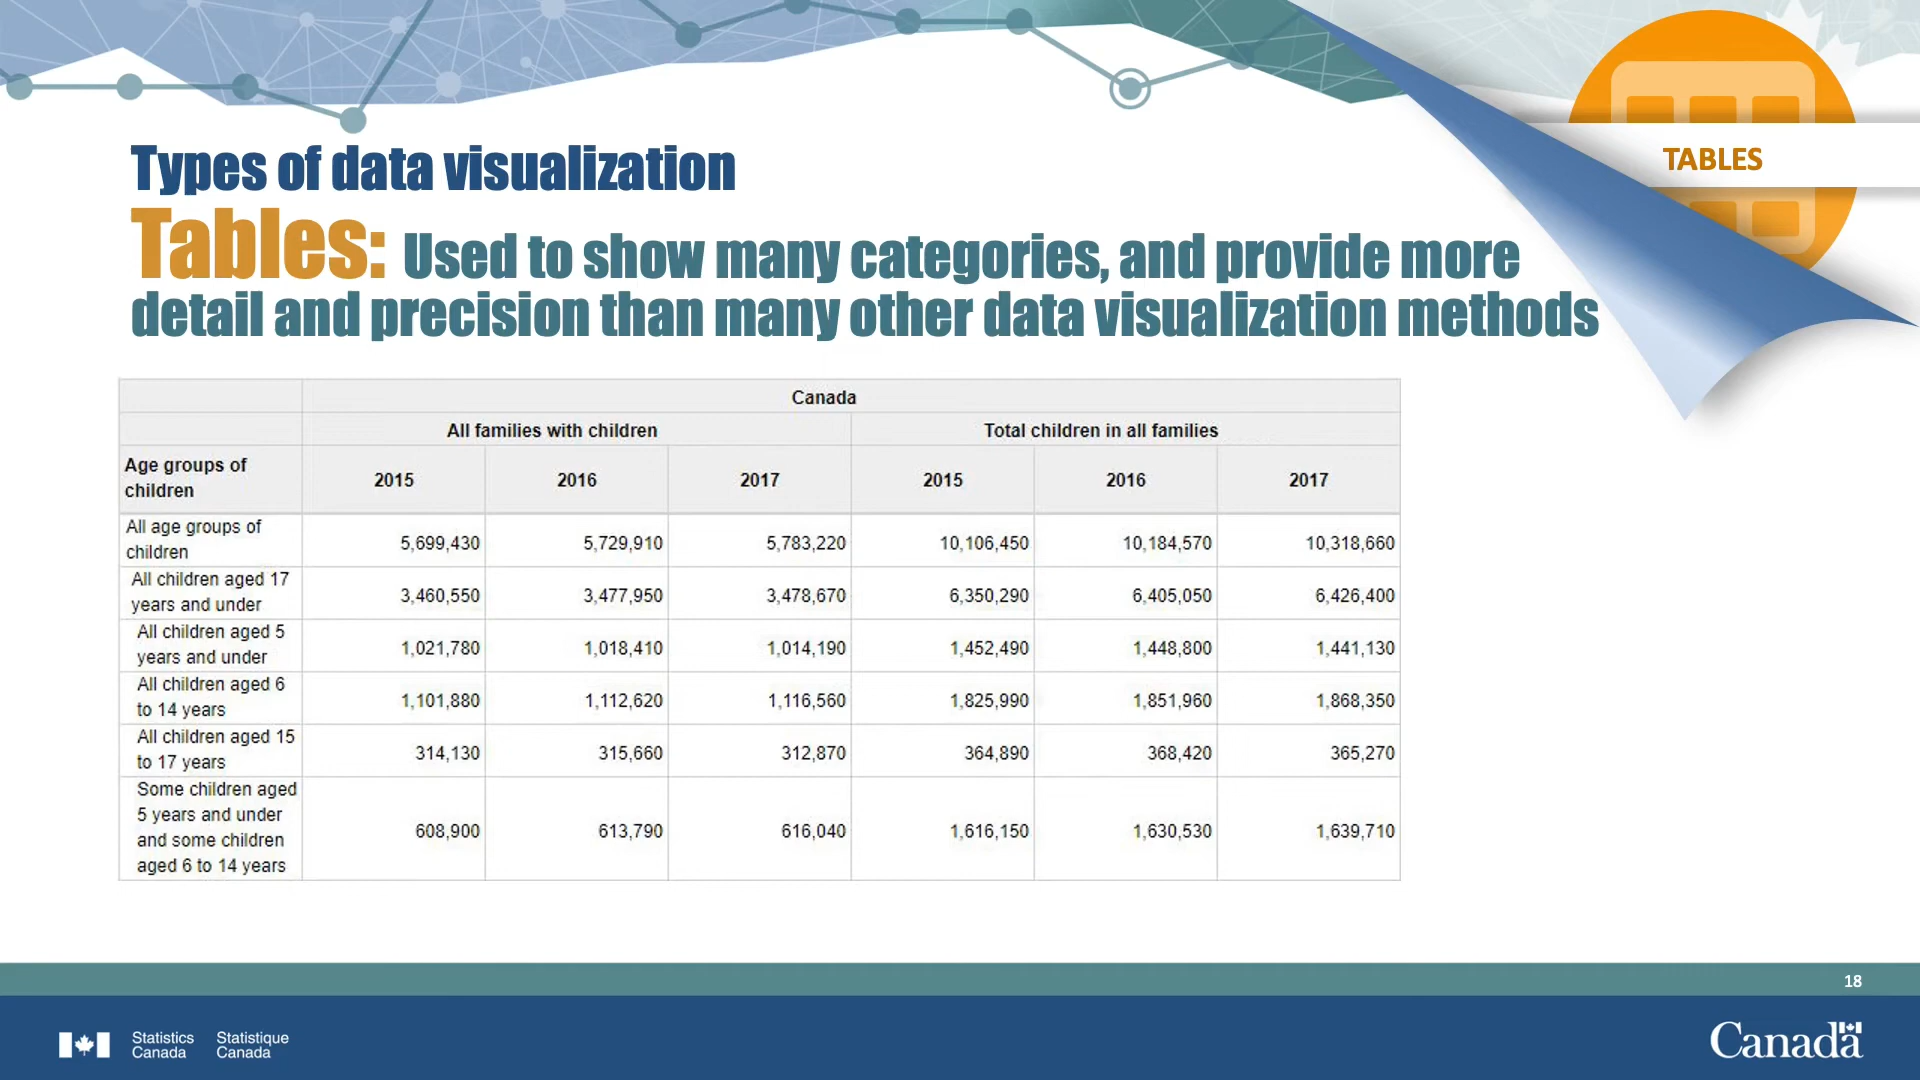 TABLES
Types of data visualization
Tables: Used to show many categories, and provide more
detail and precision than many other data visualization methods
Canada
All families with children Total children in all families
Age groups of
children
2015 2016 2017 2015 2016 2017
All age groups of
children
5,699,430 5,729,910 5,783,220 10,106,450 10,184,570 10,318,660
All children aged 17
years and under
3,460,550 3,477,950 3,478,670 6,350,290 6,405,050 6,426,400
All children aged 5
years and under
1,021,780 1,018,410 1,014,190 1,452,490 1,448,800 1,441,130
All children aged 6
to 14 years
1,101,880 1,112,620 1,116,560 1,825,990 1,851,960 1,868,350
All children aged 15
to 17 years
314,130 315,660 312,870 364,890 368,420 365,270
Some children aged
5 years and under
and some children
aged 6 to 14 years
608,900 613,790 616,040 1,616,150 1,630,530 1,639,710
18
Statistics Statistique
Canada Canada
Canada